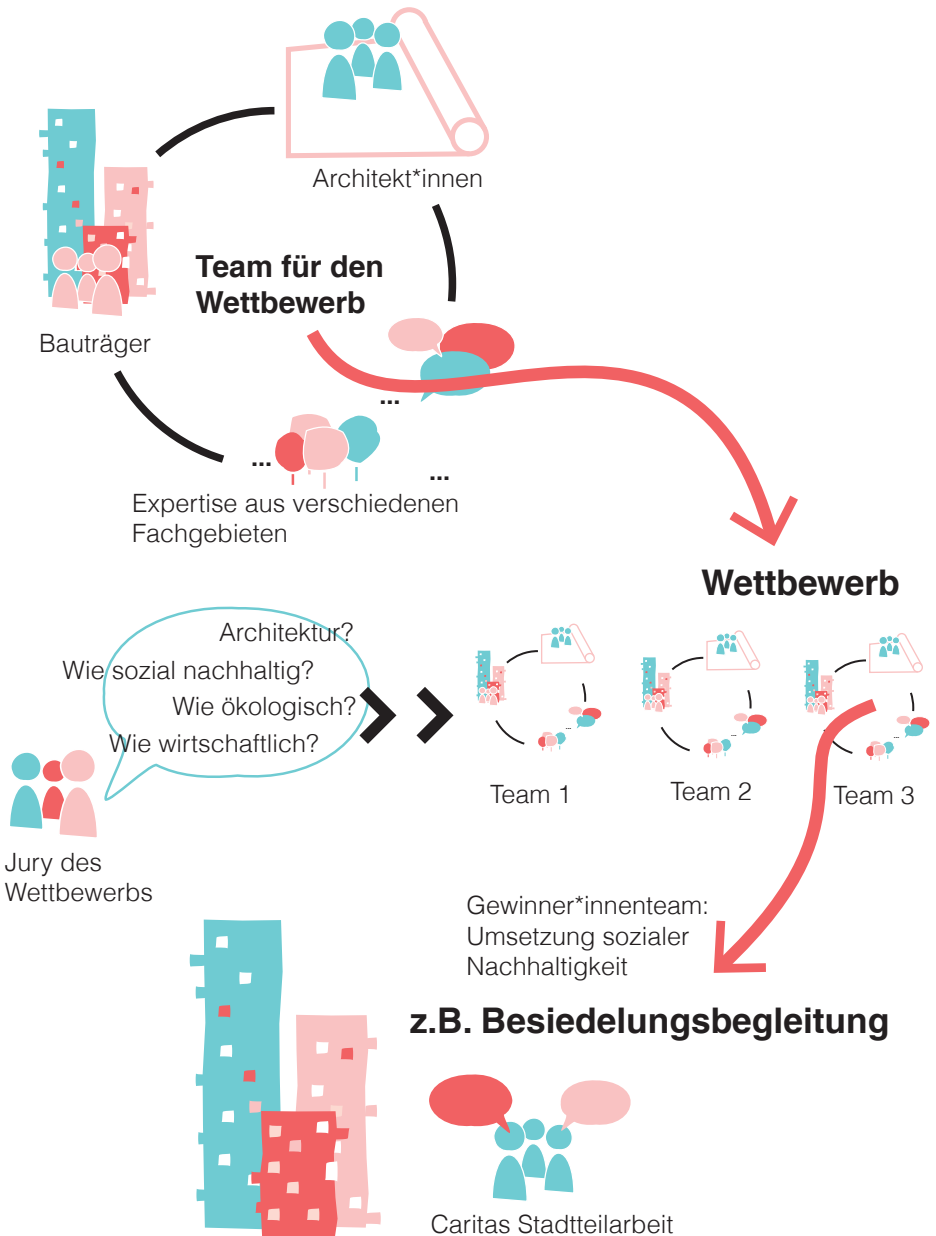 Architekt*innen
Team für den
Wettbewerb
Bauträger
...
...
...
Expertise aus verschiedenen
Fachgebieten
Wettbewerb
Architektur?
Wie sozial nachhaltig?
Wie ökologisch?
Wie wirtschaftlich?
...
...
...
Team 1
Team 2
Team 3
Jury des
Wettbewerbs
Gewinner*innenteam:
Umsetzung sozialer
Nachhaltigkeit
z.B. Besiedelungsbegleitung
Caritas Stadtteilarbeit